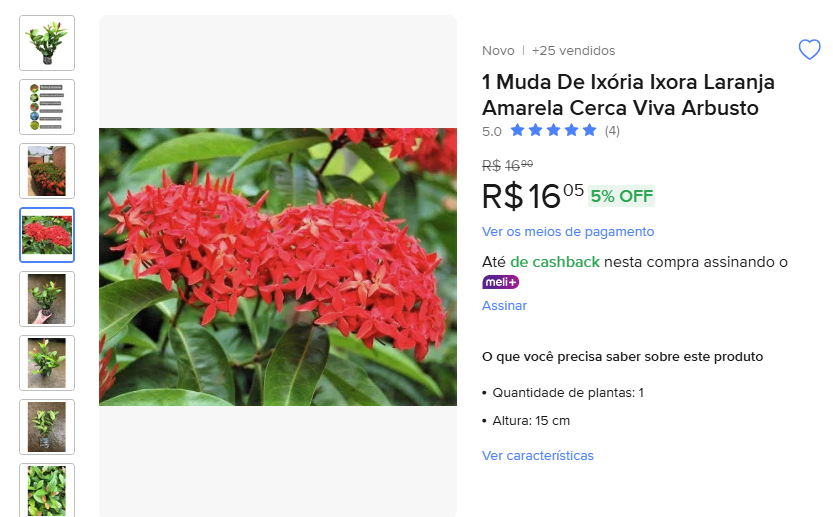 Novo | +25 vendidos
1 Muda De Ixória Ixora Laranja
Amarela Cerca Viva Arbusto
5.0 (4)
R$ 16⁹⁰
R$ 16⁰⁵ 5% OFF
Ver os meios de pagamento
Até de cashback nesta compra assinando o
meli+
Assinar
O que você precisa saber sobre este produto
• Quantidade de plantas: 1
• Altura: 15 cm
Ver características